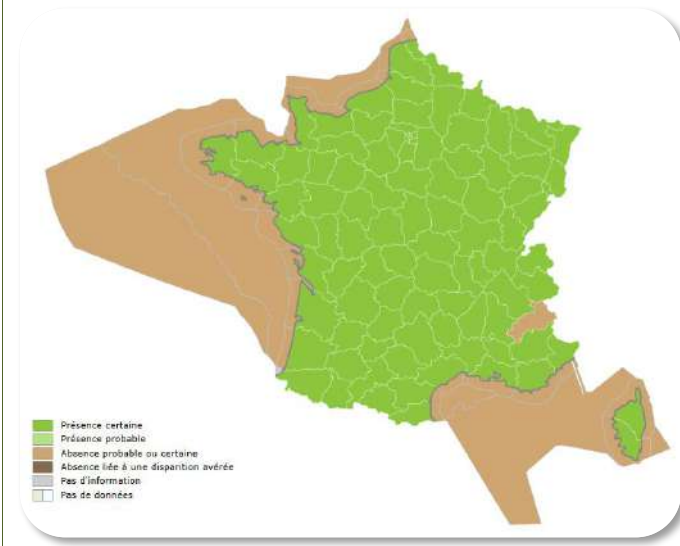 Présence certaine
Présence probable
Absence probable ou certaine
Absence liée à une disparition avérée
Pas d'information
Pas de données